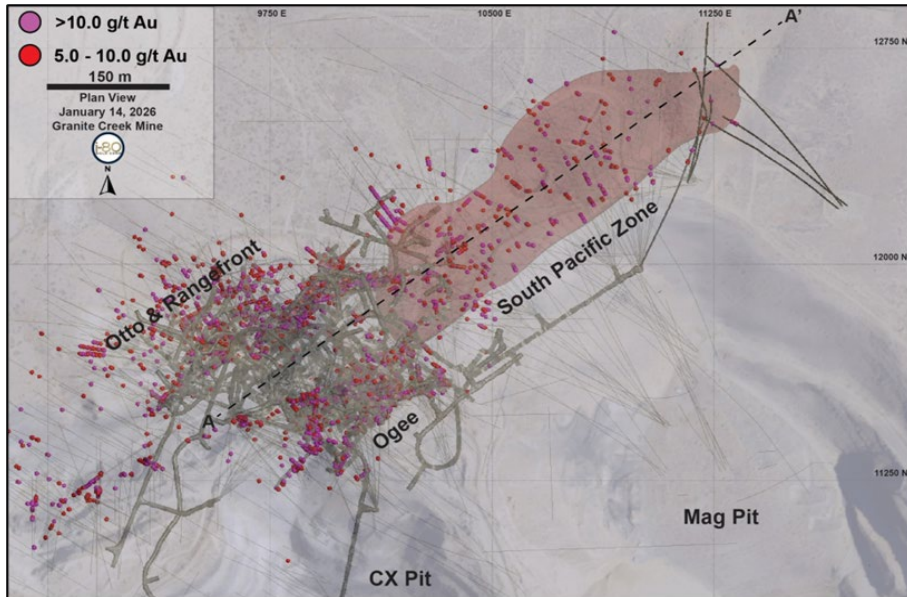 >10.0 g/t Au
5.0 - 10.0 g/t Au
150 m
Plan View
January 14, 2026
Granite Creek Mine
i-80
N
9750 E
10500 E
11250 E
A'
12750 N
12000 N
11250 N
Otto & Rangefront
South Pacific Zone
A
Ogee
Mag Pit
CX Pit